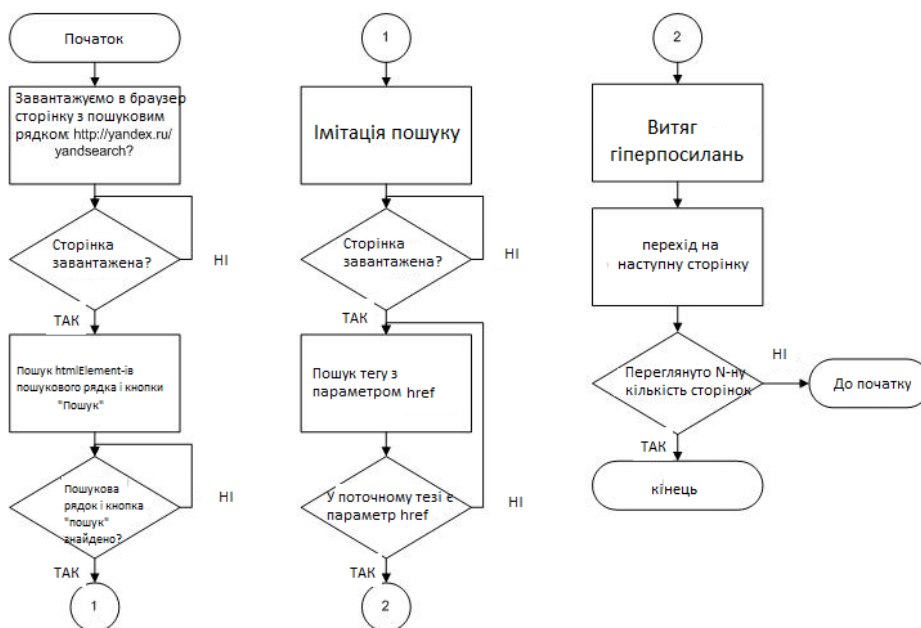 Початок
Завантажуємо в браузер
сторінку з пошуковим
рядком: http://yandex.ru/
yandsearch?
Сторінка
завантажена?
НІ
ТАК
Пошук htmlElement-ів
пошукового рядка і кнопки
"Пошук"
Пошукова
рядок і кнопка
"пошук"
знайдено?
НІ
ТАК
1
1
Імітація пошуку
Сторінка
завантажена?
НІ
ТАК
Пошук тегу з
параметром href
У поточному тезі є
параметр href
НІ
ТАК
2
2
Витяг
гіперпосилань
перехід на
наступну сторінку
Переглянуто N-ну
кількість сторінок
НІ
До початку
ТАК
кінець